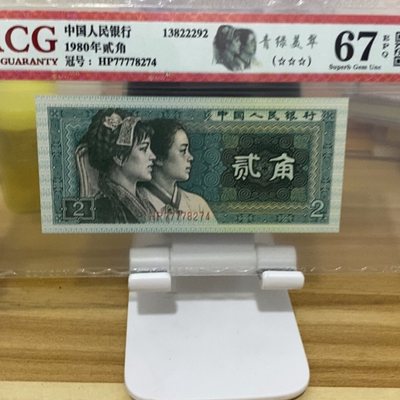 ACG
GUARANTY
中国人民银行
1980年贰角
冠号：HP77778274
13822292
青绿美翠
(☆☆☆)
67
EPQ
Superb Gem Unc
中国人民银行
贰角
HP77778274
2
2